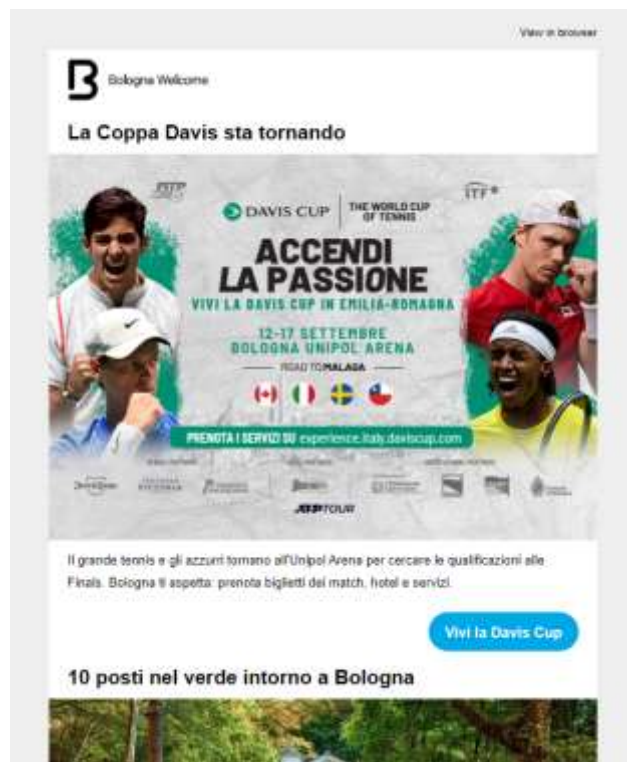 View in browser
Bologna Welcome
La Coppa Davis sta tornando
ITF
DAVIS CUP
THE WORLD CUP
OF TENNIS
ACCENDI
LA PASSIONE
VIVI LA DAVIS CUP IN EMILIA-ROMAGNA
12-17 SETTEMBRE
BOLOGNA UNIPOL ARENA
ROAD TO MALAGA
PRENOTA I SERVIZI SU experience.italy.daviscup.com
ATP TOUR
Il grande tennis e gli azzurri tornano all'Unipol Arena per cercare le qualificazioni alle
Finals. Bologna ti aspetta: prenota biglietti dei match, hotel e servizi.
Vivi la Davis Cup
10 posti nel verde intorno a Bologna